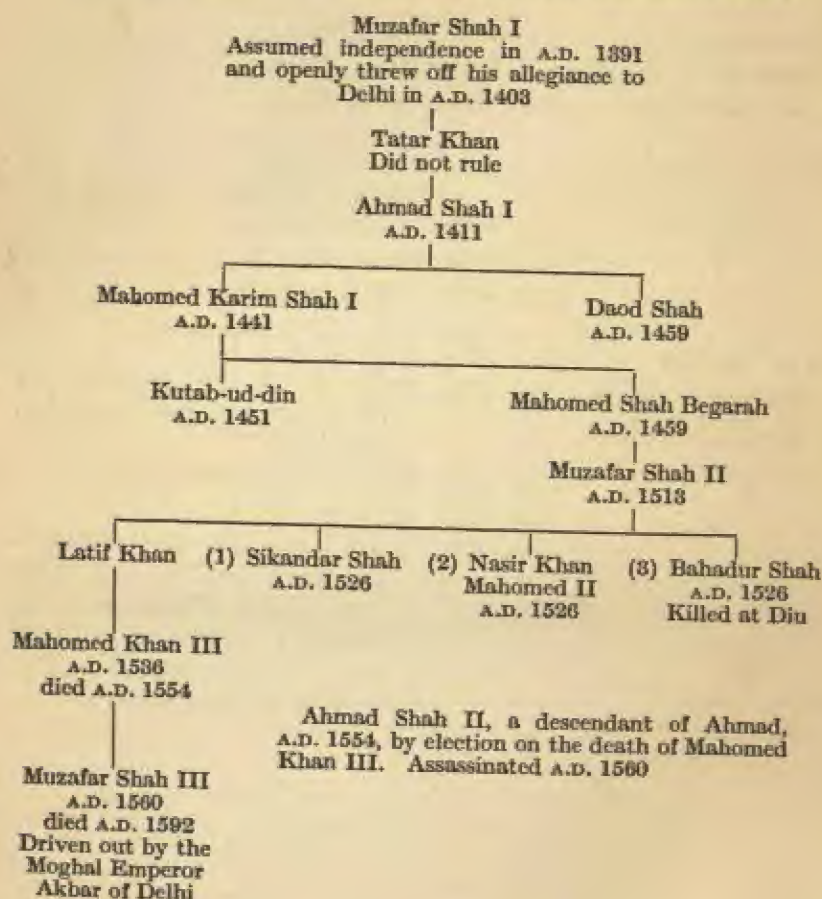 Muzafar Shah I
Assumed independence in A.D. 1391
and openly threw off his allegiance to
Delhi in A.D. 1403
Tatar Khan
Did not rule
Ahmad Shah I
A.D. 1411
Mahomed Karim Shah I
A.D. 1441
Daod Shah
A.D. 1459
Kutab-ud-din
A.D. 1451
Mahomed Shah Begarah
A.D. 1459
Muzafar Shah II
A.D. 1513
Latif Khan
(1) Sikandar Shah
A.D. 1526
(2) Nasir Khan
Mahomed II
A.D. 1526
(3) Bahadur Shah
A.D. 1526
Killed at Diu
Mahomed Khan III
A.D. 1536
died A.D. 1554
Ahmad Shah II, a descendant of Ahmad,
A.D. 1554, by election on the death of Mahomed
Khan III. Assassinated A.D. 1560
Muzafar Shah III
A.D. 1560
died A.D. 1592
Driven out by the
Moghal Emperor
Akbar of Delhi